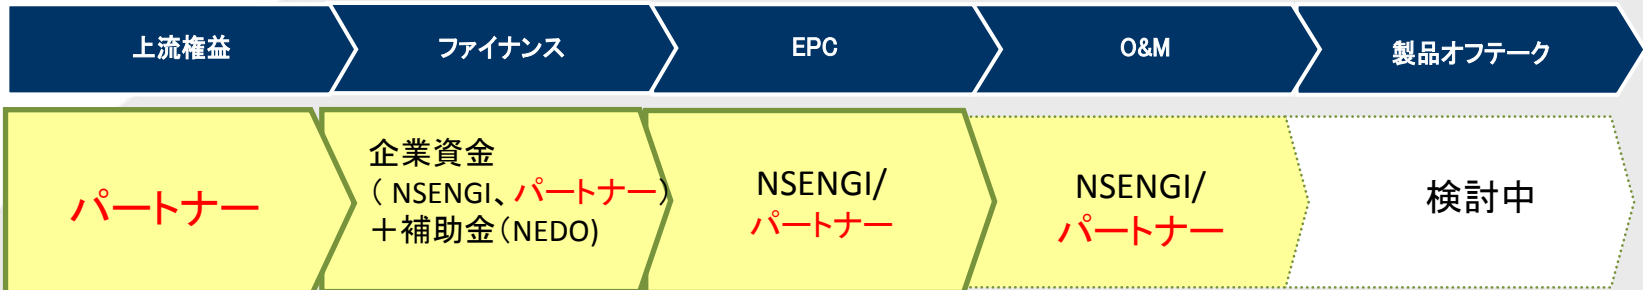 上流権益
ファイナンス
EPC
O&M
製品オフテーク
パートナー
企業資金
（ NSENGI、パートナー）
＋補助金（NEDO)
NSENGI/
パートナー
NSENGI/
パートナー
検討中